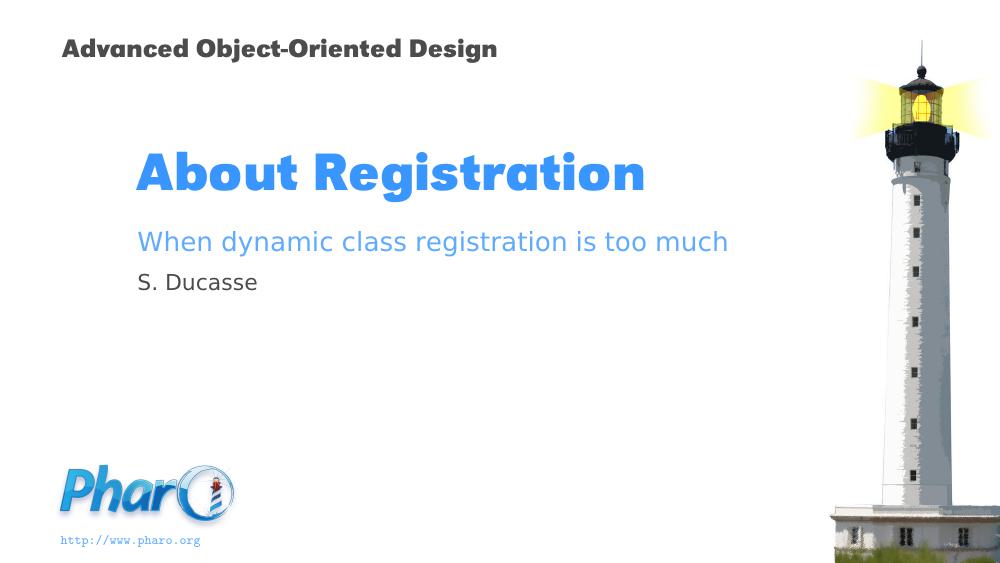 Advanced Object-Oriented Design
About Registration
When dynamic class registration is too much
S. Ducasse
Pharo
http://www.pharo.org